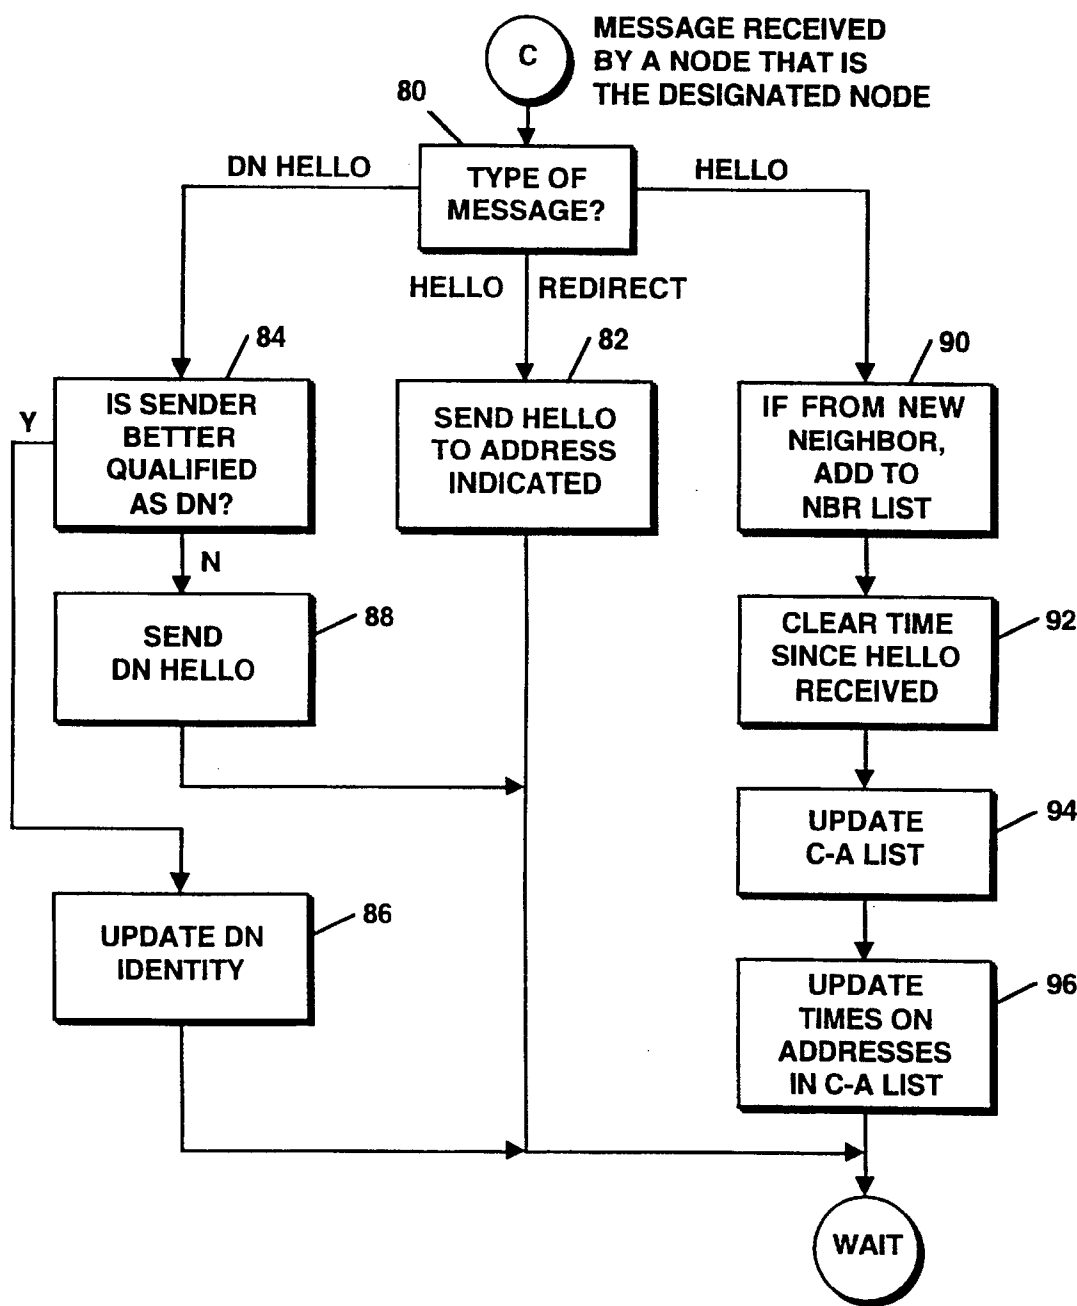 C
MESSAGE RECEIVED
BY A NODE THAT IS
THE DESIGNATED NODE
80
DN HELLO
TYPE OF
MESSAGE?
HELLO
HELLO REDIRECT
84
82
90
Y
IS SENDER
BETTER
QUALIFIED
AS DN?
SEND HELLO
TO ADDRESS
INDICATED
IF FROM NEW
NEIGHBOR,
ADD TO
NBR LIST
N
88
SEND
DN HELLO
92
CLEAR TIME
SINCE HELLO
RECEIVED
94
UPDATE
C-A LIST
86
UPDATE DN
IDENTITY
96
UPDATE
TIMES ON
ADDRESSES
IN C-A LIST
WAIT